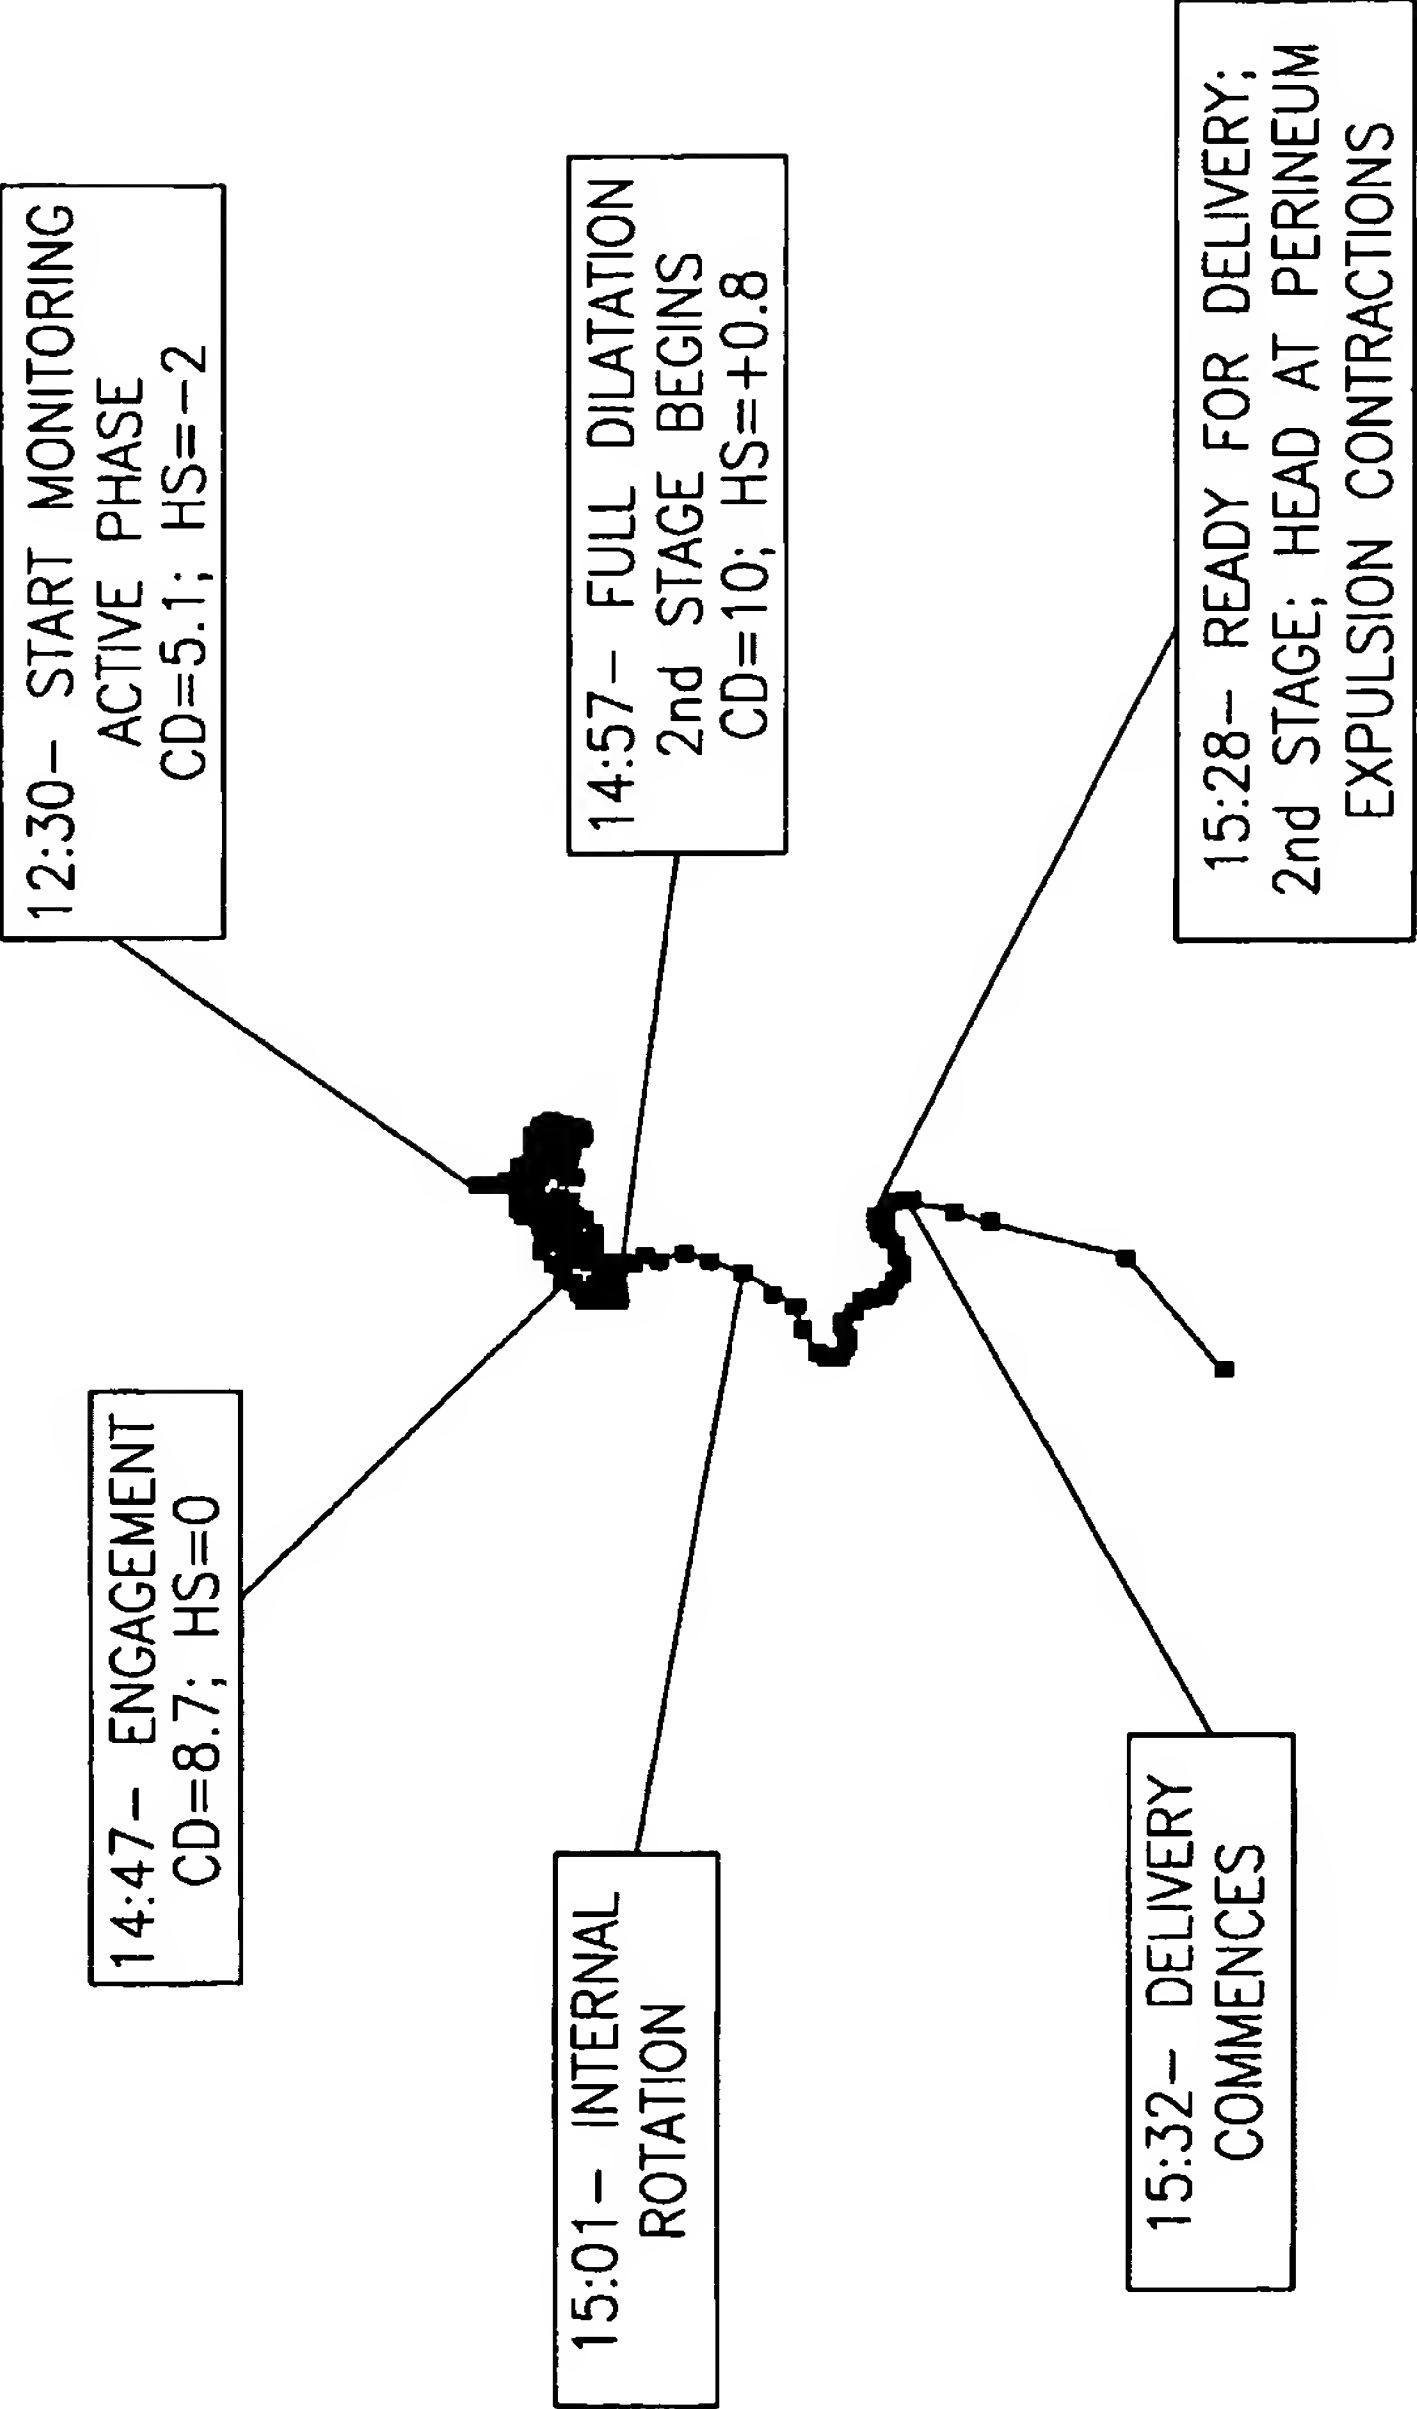 12:30- START MONITORING
ACTIVE PHASE
CD=5.1; HS=-2
14:47- ENGAGEMENT
CD=8.7; HS=0
14:57- FULL DILATATION
2nd STAGE BEGINS
CD=10; HS=+0.8
15:01- INTERNAL
ROTATION
15:28- READY FOR DELIVERY;
2nd STAGE; HEAD AT PERINEUM
EXPULSION CONTRACTIONS
15:32- DELIVERY
COMMENCES